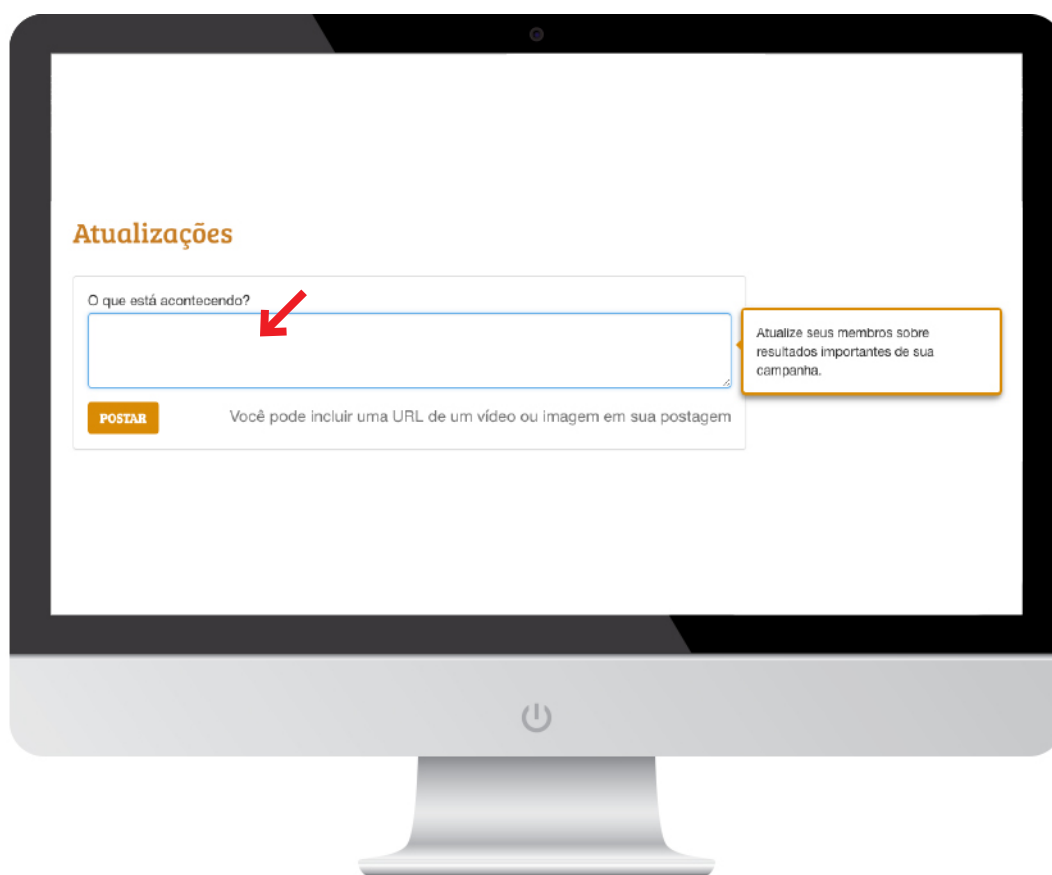 Atualizações
O que está acontecendo?
Atualize seus membros sobre
resultados importantes de sua
campanha.
POSTAR
Você pode incluir uma URL de um vídeo ou imagem em sua postagem